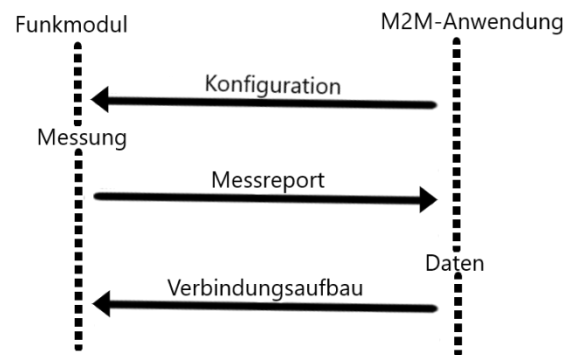 Funkmodul
M2M-Anwendung
Konfiguration
Messung
Messreport
Daten
Verbindungsaufbau